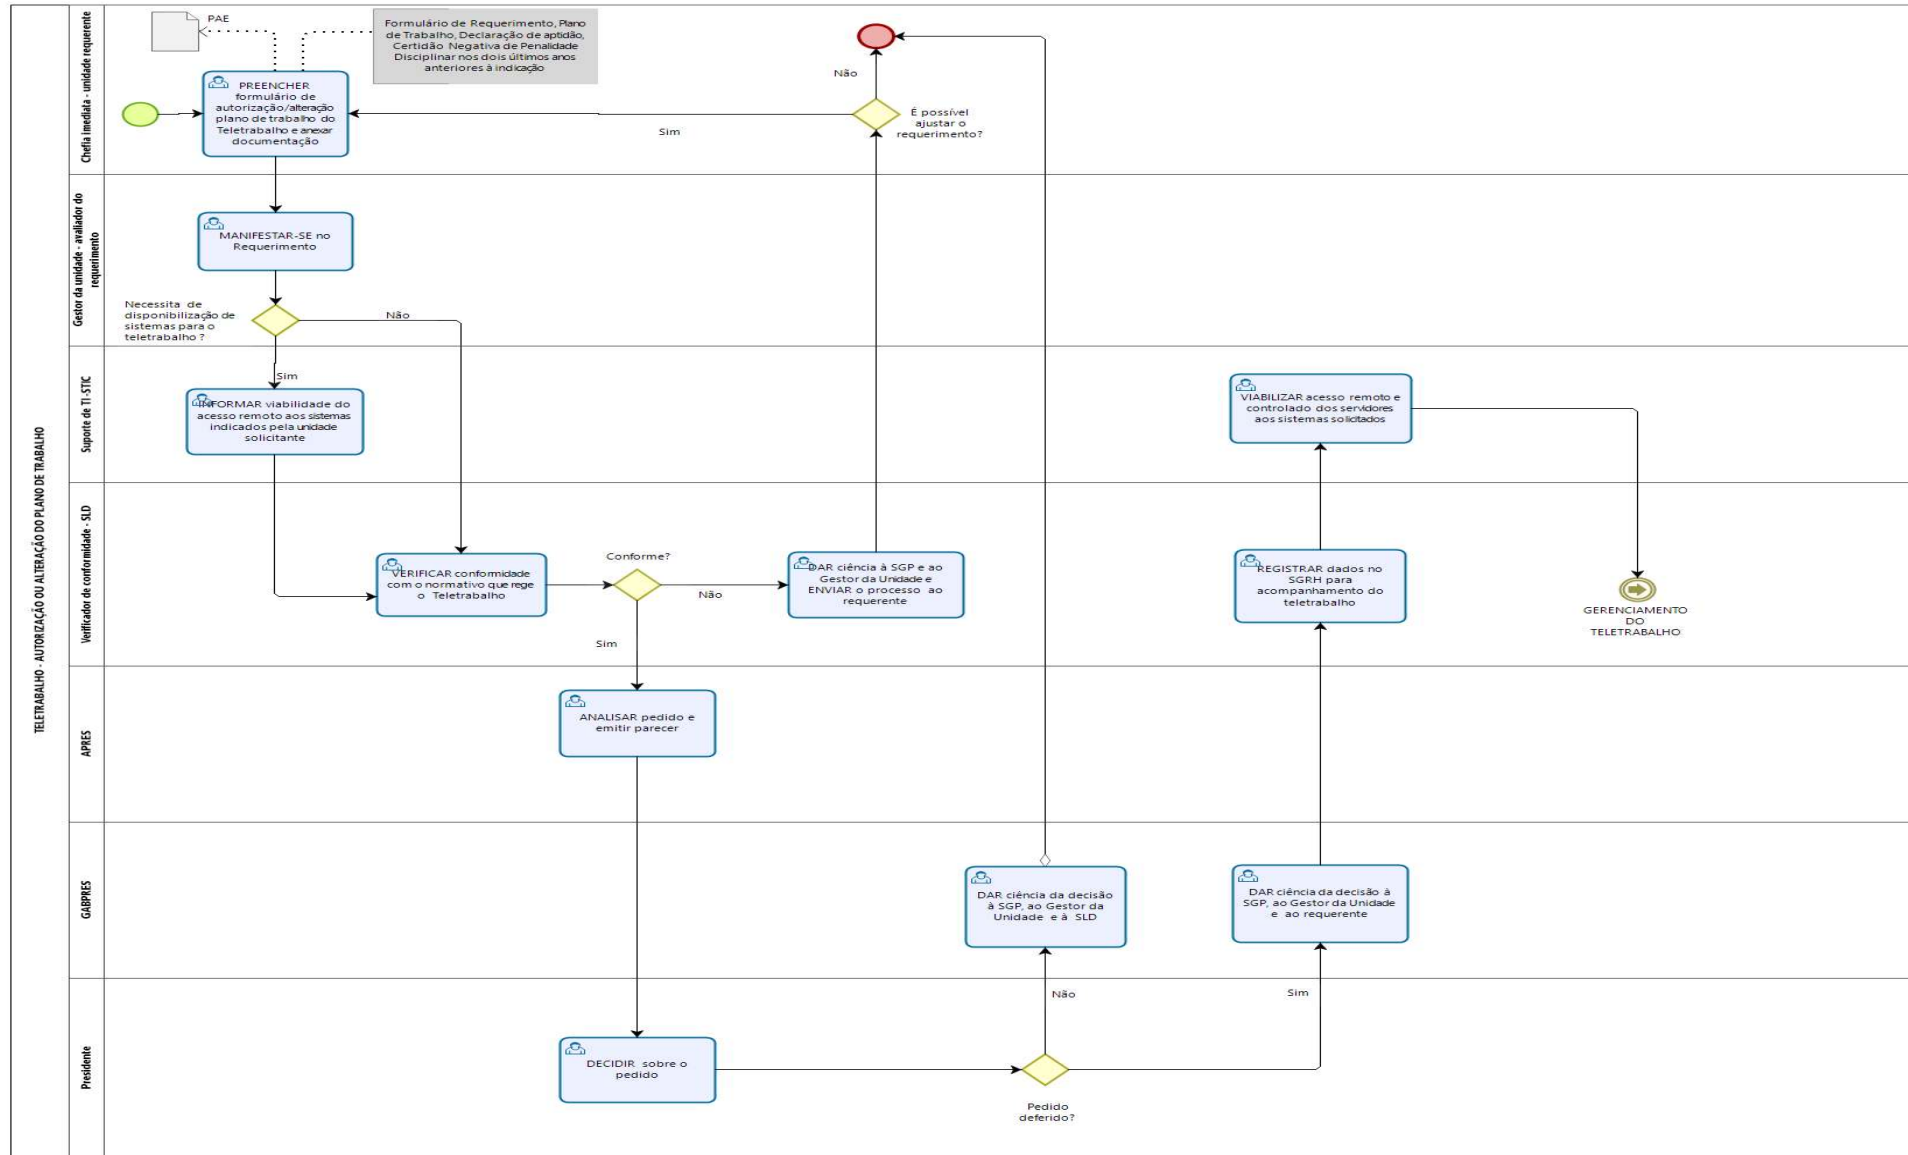 TELETRABALHO - AUTORIZAÇÃO OU ALTERAÇÃO DO PLANO DE TRABALHO
Chefia imediata - unidade requerente
PAE
Formulário de Requerimento, Plano
de Trabalho, Declaração de aptidão,
Certidão Negativa de Penalidade
Disciplinar nos dois últimos anos
anteriores à indicação
PREENCHER
formulário de
autorização/alteração
plano de trabalho do
Teletrabalho e anexar
documentação
Não
É possível
ajustar o
requerimento?
Sim
Gestor da unidade - avaliador do
requerimento
MANIFESTAR-SE no
Requerimento
Necessita de
disponibilização de
sistemas para o
teletrabalho ?
Não
Sim
Suporte de TI -STIC
INFORMAR viabilidade do
acesso remoto aos sistemas
indicados pela unidade
solicitante
VIABILIZAR acesso remoto e
controlado dos servidores
aos sistemas solicitados
Verificador de conformidade - SLD
VERIFICAR conformidade
com o normativo que rege
o Teletrabalho
Conforme?
Não
Sim
DAR ciência à SGP e ao
Gestor da Unidade e
ENVIAR o processo ao
requerente
REGISTRAR dados no
SGRH para
acompanhamento do
teletrabalho
GERENCIAMENTO
DO
TELETRABALHO
APRES
ANALISAR pedido e
emitir parecer
GABPRES
DAR ciência da decisão
à SGP, ao Gestor da
Unidade e à SLD
DAR ciência da decisão à
SGP, ao Gestor da Unidade
e ao requerente
Presidente
DECIDIR sobre o
pedido
Não
Sim
Pedido
deferido?